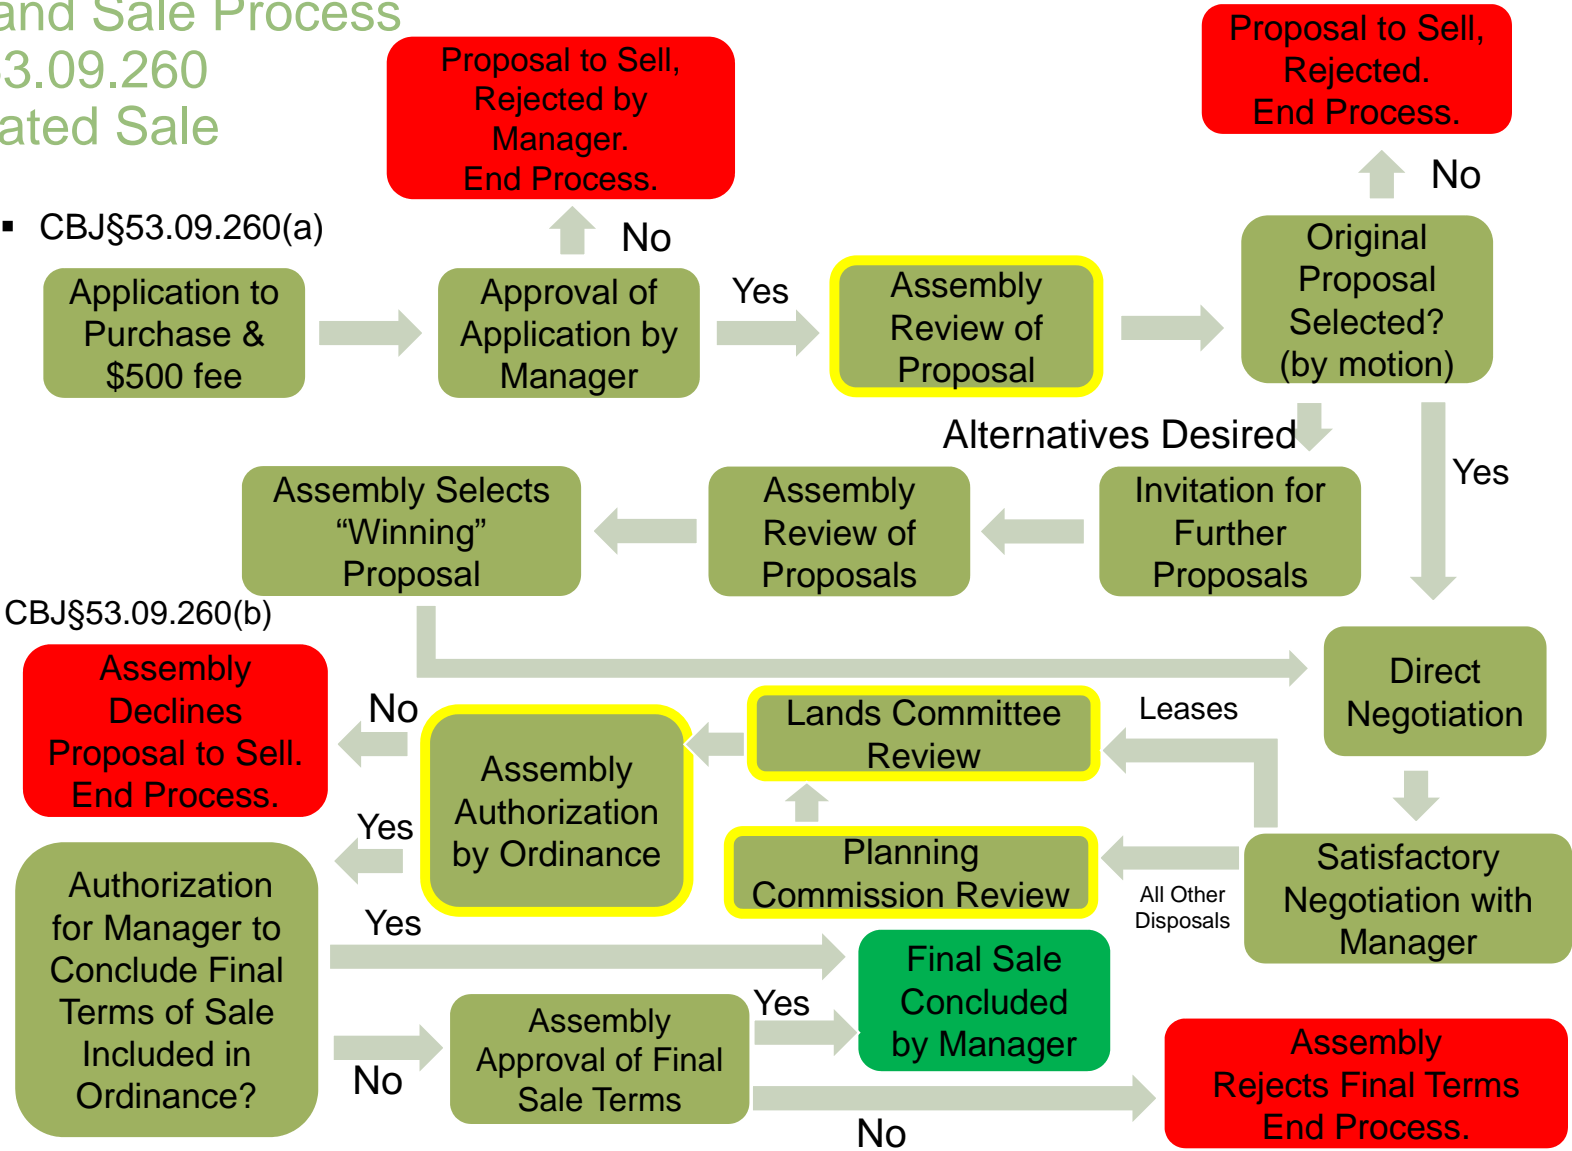 and Sale Process
53.09.260
ated Sale
Proposal to Sell,
Rejected by
Manager.
End Process.
Proposal to Sell,
Rejected.
End Process.
No
No
▪ CBJ§53.09.260(a)
Application to
Purchase &
$500 fee
Approval of
Application by
Manager
Yes
Assembly
Review of
Proposal
Original
Proposal
Selected?
(by motion)
Alternatives Desired
Yes
Assembly Selects
“Winning”
Proposal
Assembly
Review of
Proposals
Invitation for
Further
Proposals
CBJ§53.09.260(b)
Assembly
Declines
Proposal to Sell.
End Process.
No
Assembly
Authorization
by Ordinance
Lands Committee
Review
Leases
Direct
Negotiation
Yes
Planning
Commission Review
All Other
Disposals
Satisfactory
Negotiation with
Manager
Authorization
for Manager to
Conclude Final
Terms of Sale
Included in
Ordinance?
Yes
Final Sale
Concluded
by Manager
No
Assembly
Approval of Final
Sale Terms
Yes
No
Assembly
Rejects Final Terms
End Process.